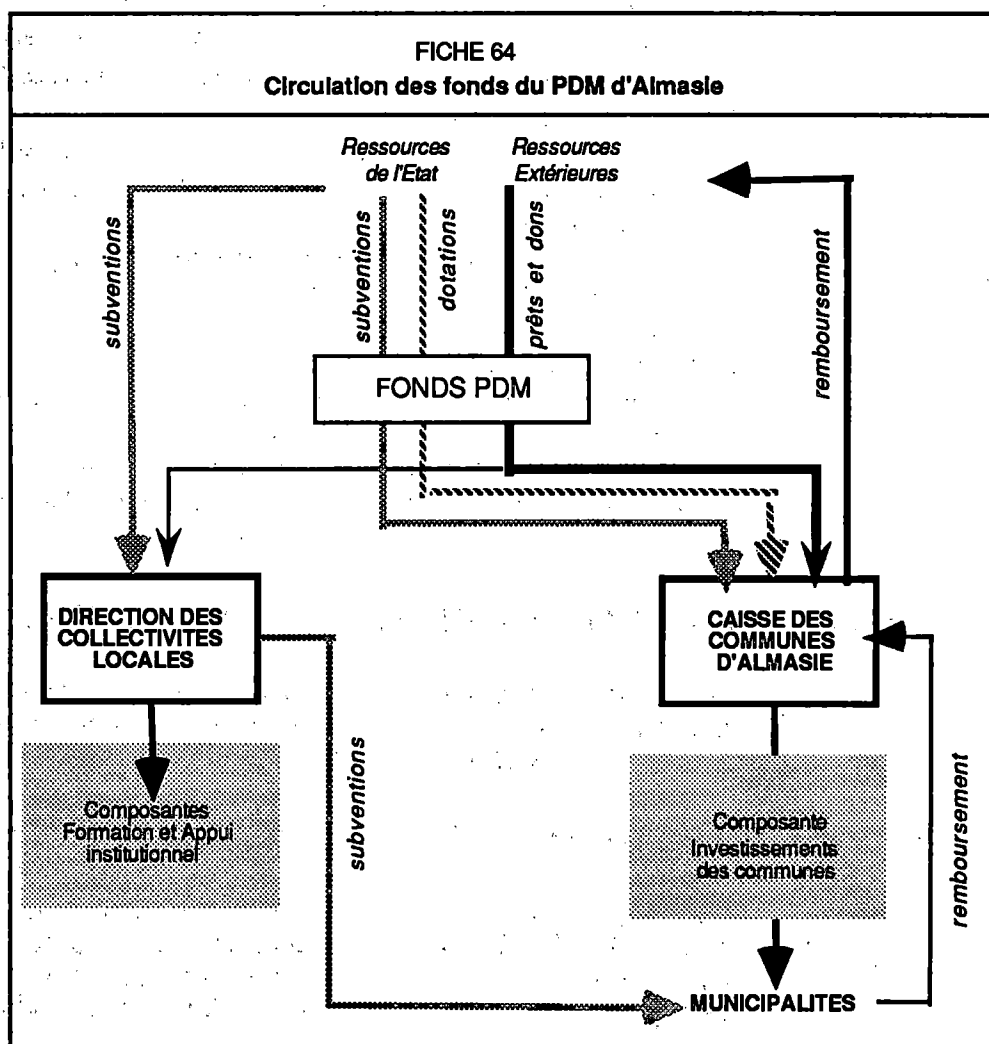 FICHE 64
Circulation des fonds du PDM d'Almasie
Ressources
de l'Etat
Ressources
Extérieures
subventions
subventions
dotations
prêts et dons
remboursement
FONDS PDM
DIRECTION DES
COLLECTIVITES
LOCALES
CAISSE DES
COMMUNES
D'ALMASIE
Composantes
Formation et Appui
institutionnel
subventions
Composante
Investissements
des communes
remboursement
MUNICIPALITES